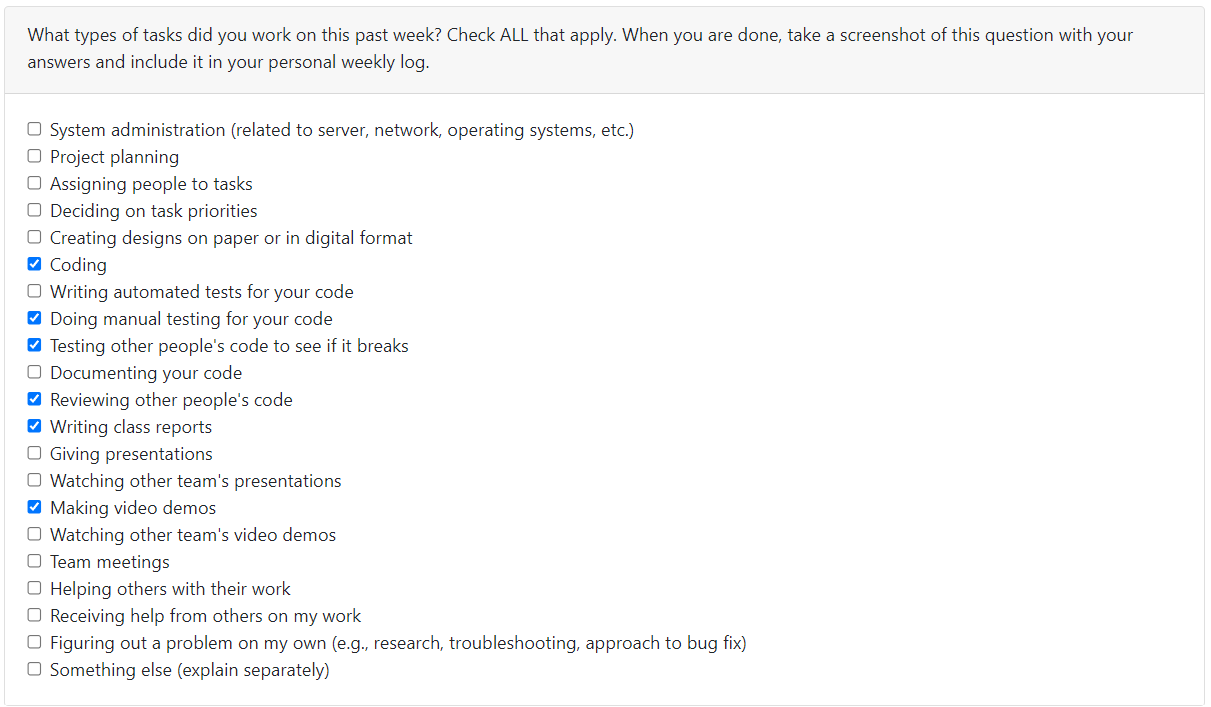 What types of tasks did you work on this past week? Check ALL that apply. When you are done, take a screenshot of this question with your
answers and include it in your personal weekly log.
System administration (related to server, network, operating systems, etc.)
Project planning
Assigning people to tasks
Deciding on task priorities
Creating designs on paper or in digital format
Coding
Writing automated tests for your code
Doing manual testing for your code
Testing other people's code to see if it breaks
Documenting your code
Reviewing other people's code
Writing class reports
Giving presentations
Watching other team's presentations
Making video demos
Watching other team's video demos
Team meetings
Helping others with their work
Receiving help from others on my work
Figuring out a problem on my own (e.g., research, troubleshooting, approach to bug fix)
Something else (explain separately)